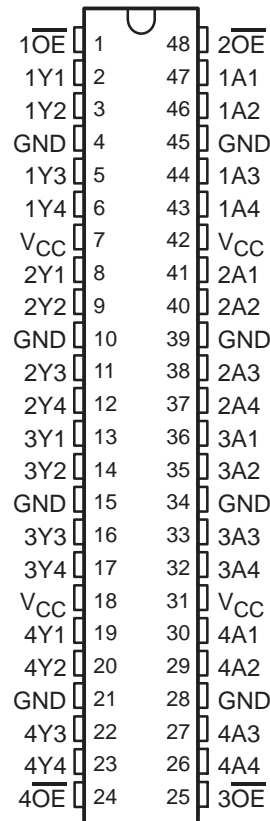 1O̅E̅ 1 48 2O̅E̅
1Y1 2 47 1A1
1Y2 3 46 1A2
GND 4 45 GND
1Y3 5 44 1A3
1Y4 6 43 1A4
VCC 7 42 VCC
2Y1 8 41 2A1
2Y2 9 40 2A2
GND 10 39 GND
2Y3 11 38 2A3
2Y4 12 37 2A4
3Y1 13 36 3A1
3Y2 14 35 3A2
GND 15 34 GND
3Y3 16 33 3A3
3Y4 17 32 3A4
VCC 18 31 VCC
4Y1 19 30 4A1
4Y2 20 29 4A2
GND 21 28 GND
4Y3 22 27 4A3
4Y4 23 26 4A4
4O̅E̅ 24 25 3O̅E̅